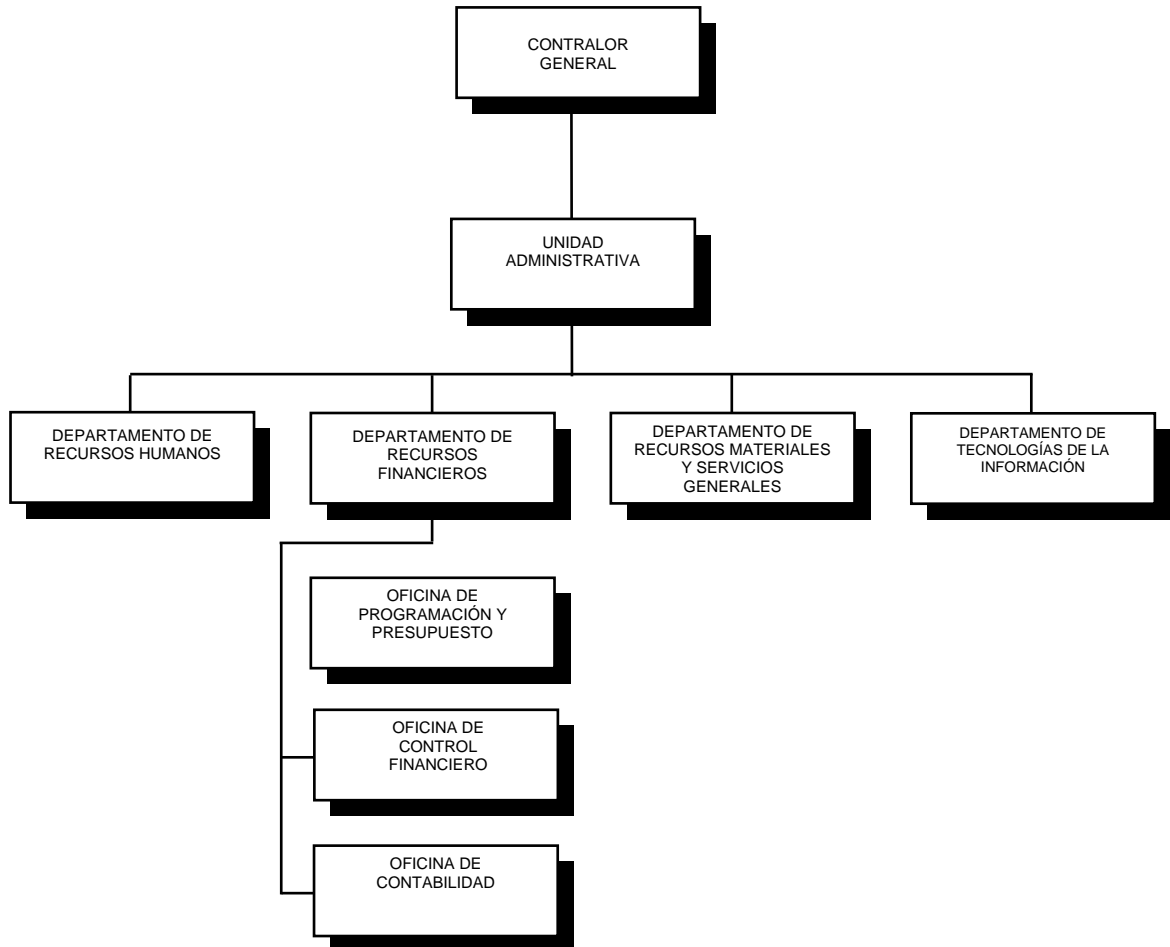 CONTRALOR
GENERAL
UNIDAD
ADMINISTRATIVA
DEPARTAMENTO DE
RECURSOS HUMANOS
DEPARTAMENTO DE
RECURSOS
FINANCIEROS
DEPARTAMENTO DE
RECURSOS MATERIALES
Y SERVICIOS
GENERALES
DEPARTAMENTO DE
TECNOLOGÍAS DE LA
INFORMACIÓN
OFICINA DE
PROGRAMACIÓN Y
PRESUPUESTO
OFICINA DE
CONTROL
FINANCIERO
OFICINA DE
CONTABILIDAD